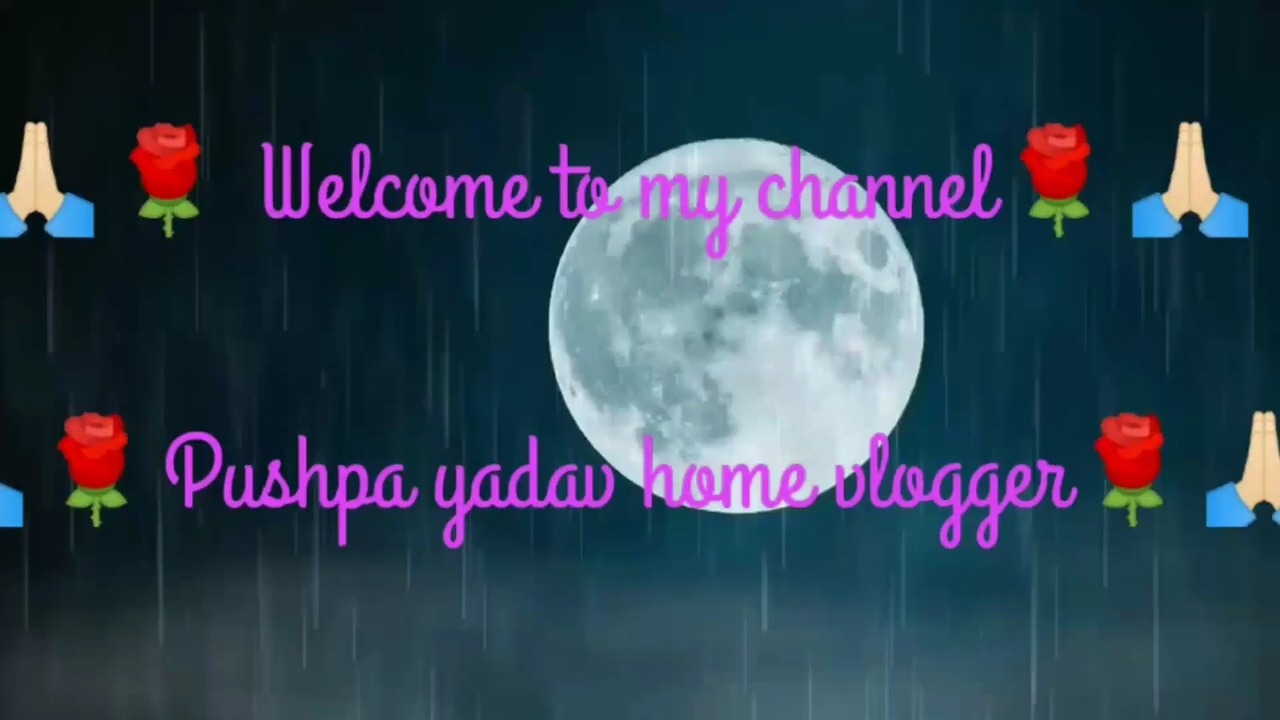 🙏🏻 🌹 Welcome to my channel 🌹 🙏🏻
🌹 Pushpa yadav home vlogger 🌹 🙏🏻